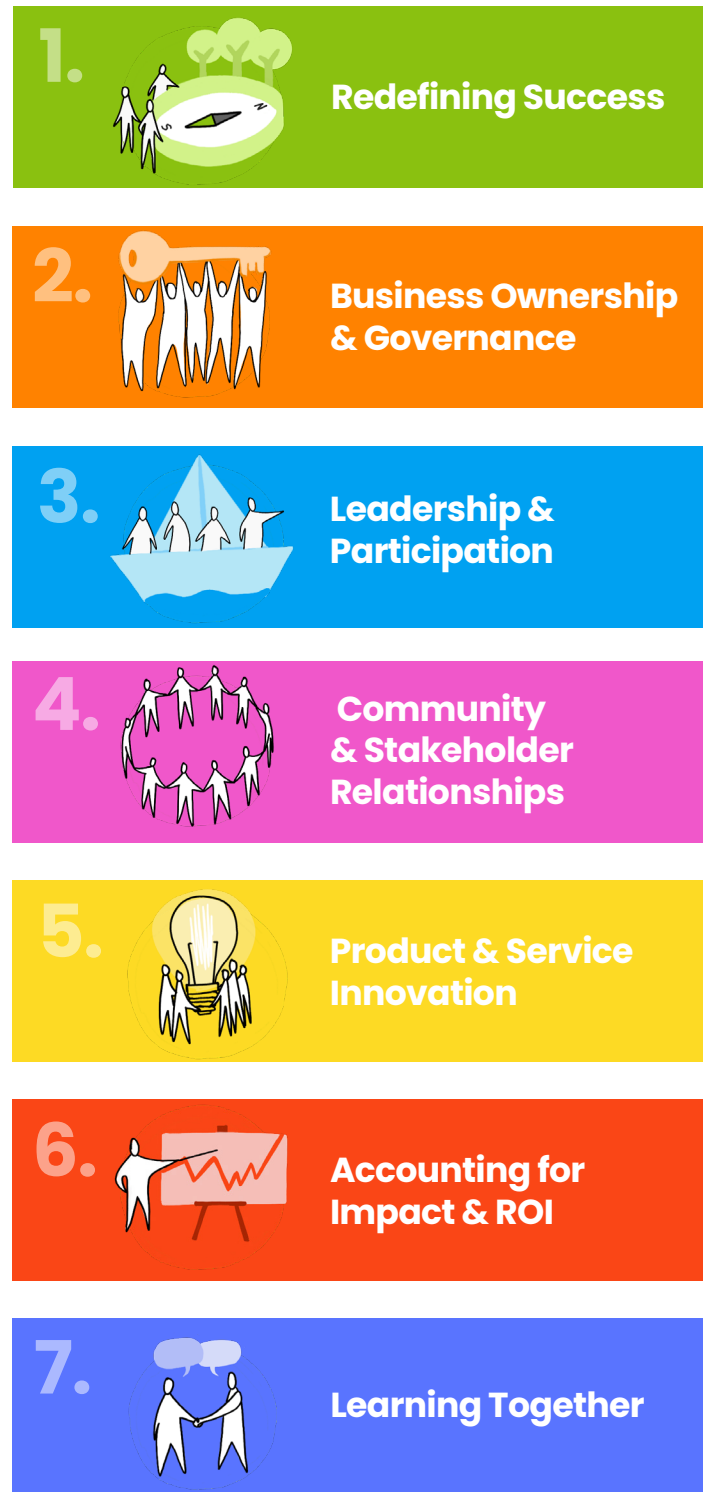 1.
Redefining Success
N
S
2.
Business Ownership
& Governance
3.
Leadership &
Participation
4.
Community
& Stakeholder
Relationships
5.
Product & Service
Innovation
6.
Accounting for
Impact & ROI
7.
Learning Together